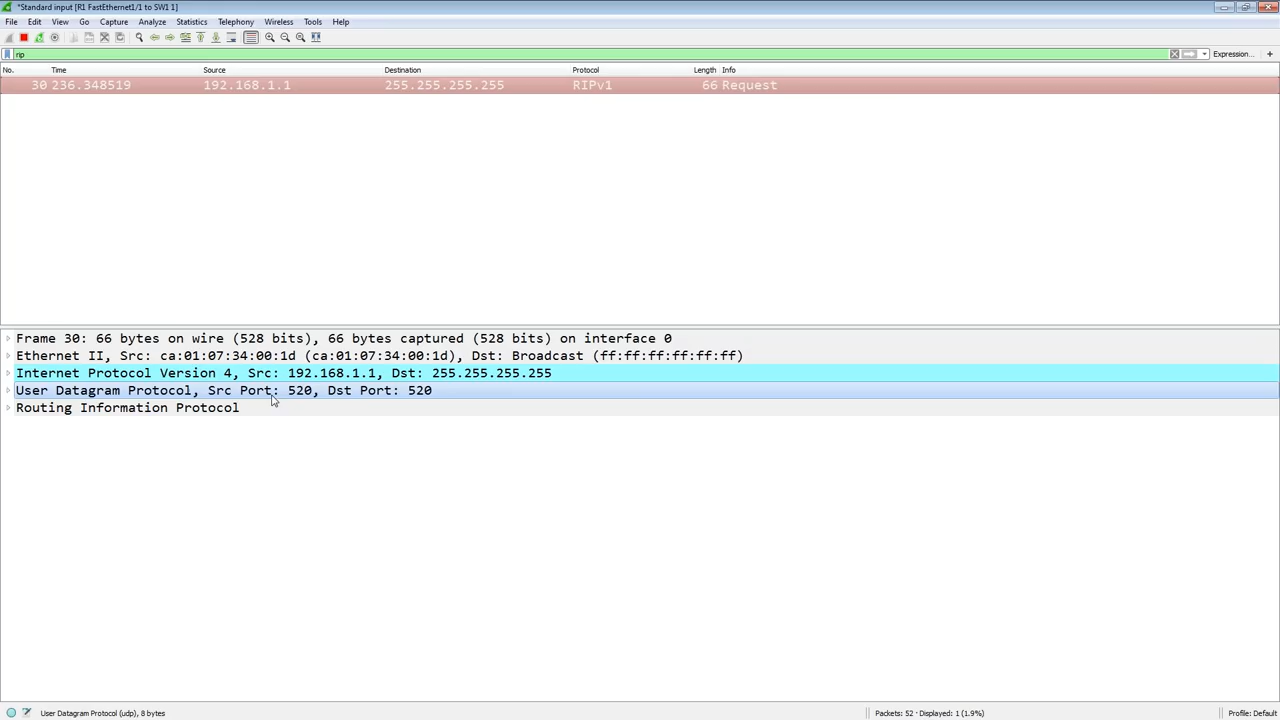 *Standard input [R1 FastEthernet1/1 to SW1 1]
File Edit View Go Capture Analyze Statistics Telephony Wireless Tools Help
rip Expression... +
No. Time Source Destination Protocol Length Info
30 236.348519 192.168.1.1 255.255.255.255 RIPv1 66 Request
Frame 30: 66 bytes on wire (528 bits), 66 bytes captured (528 bits) on interface 0
Ethernet II, Src: ca:01:07:34:00:1d (ca:01:07:34:00:1d), Dst: Broadcast (ff:ff:ff:ff:ff:ff)
Internet Protocol Version 4, Src: 192.168.1.1, Dst: 255.255.255.255
User Datagram Protocol, Src Port: 520, Dst Port: 520
Routing Information Protocol
User Datagram Protocol (udp), 8 bytes Packets: 52 · Displayed: 1 (1.9%) Profile: Default